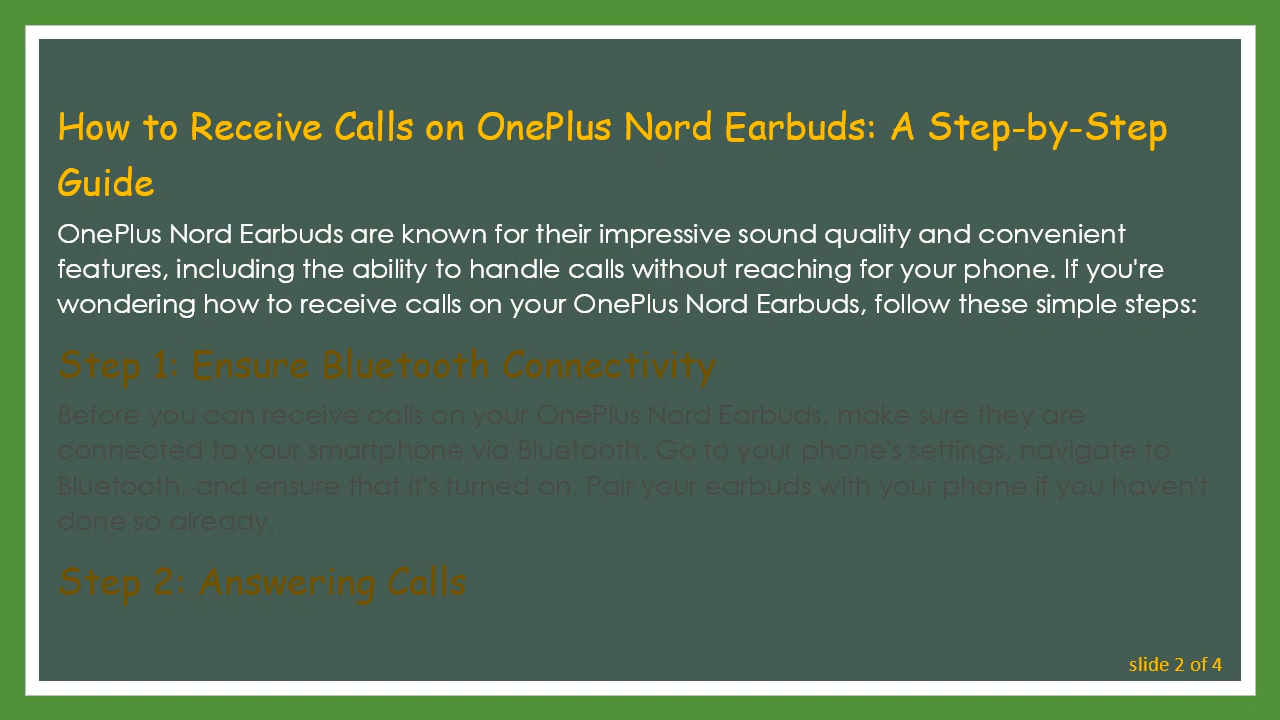 How to Receive Calls on OnePlus Nord Earbuds: A Step-by-Step
Guide
OnePlus Nord Earbuds are known for their impressive sound quality and convenient
features, including the ability to handle calls without reaching for your phone. If you're
wondering how to receive calls on your OnePlus Nord Earbuds, follow these simple steps:
Step 1: Ensure Bluetooth Connectivity
Before you can receive calls on your OnePlus Nord Earbuds, make sure they are
connected to your smartphone via Bluetooth. Go to your phone's settings, navigate to
Bluetooth, and ensure that it's turned on. Pair your earbuds with your phone if you haven't
done so already.
Step 2: Answering Calls
slide 2 of 4